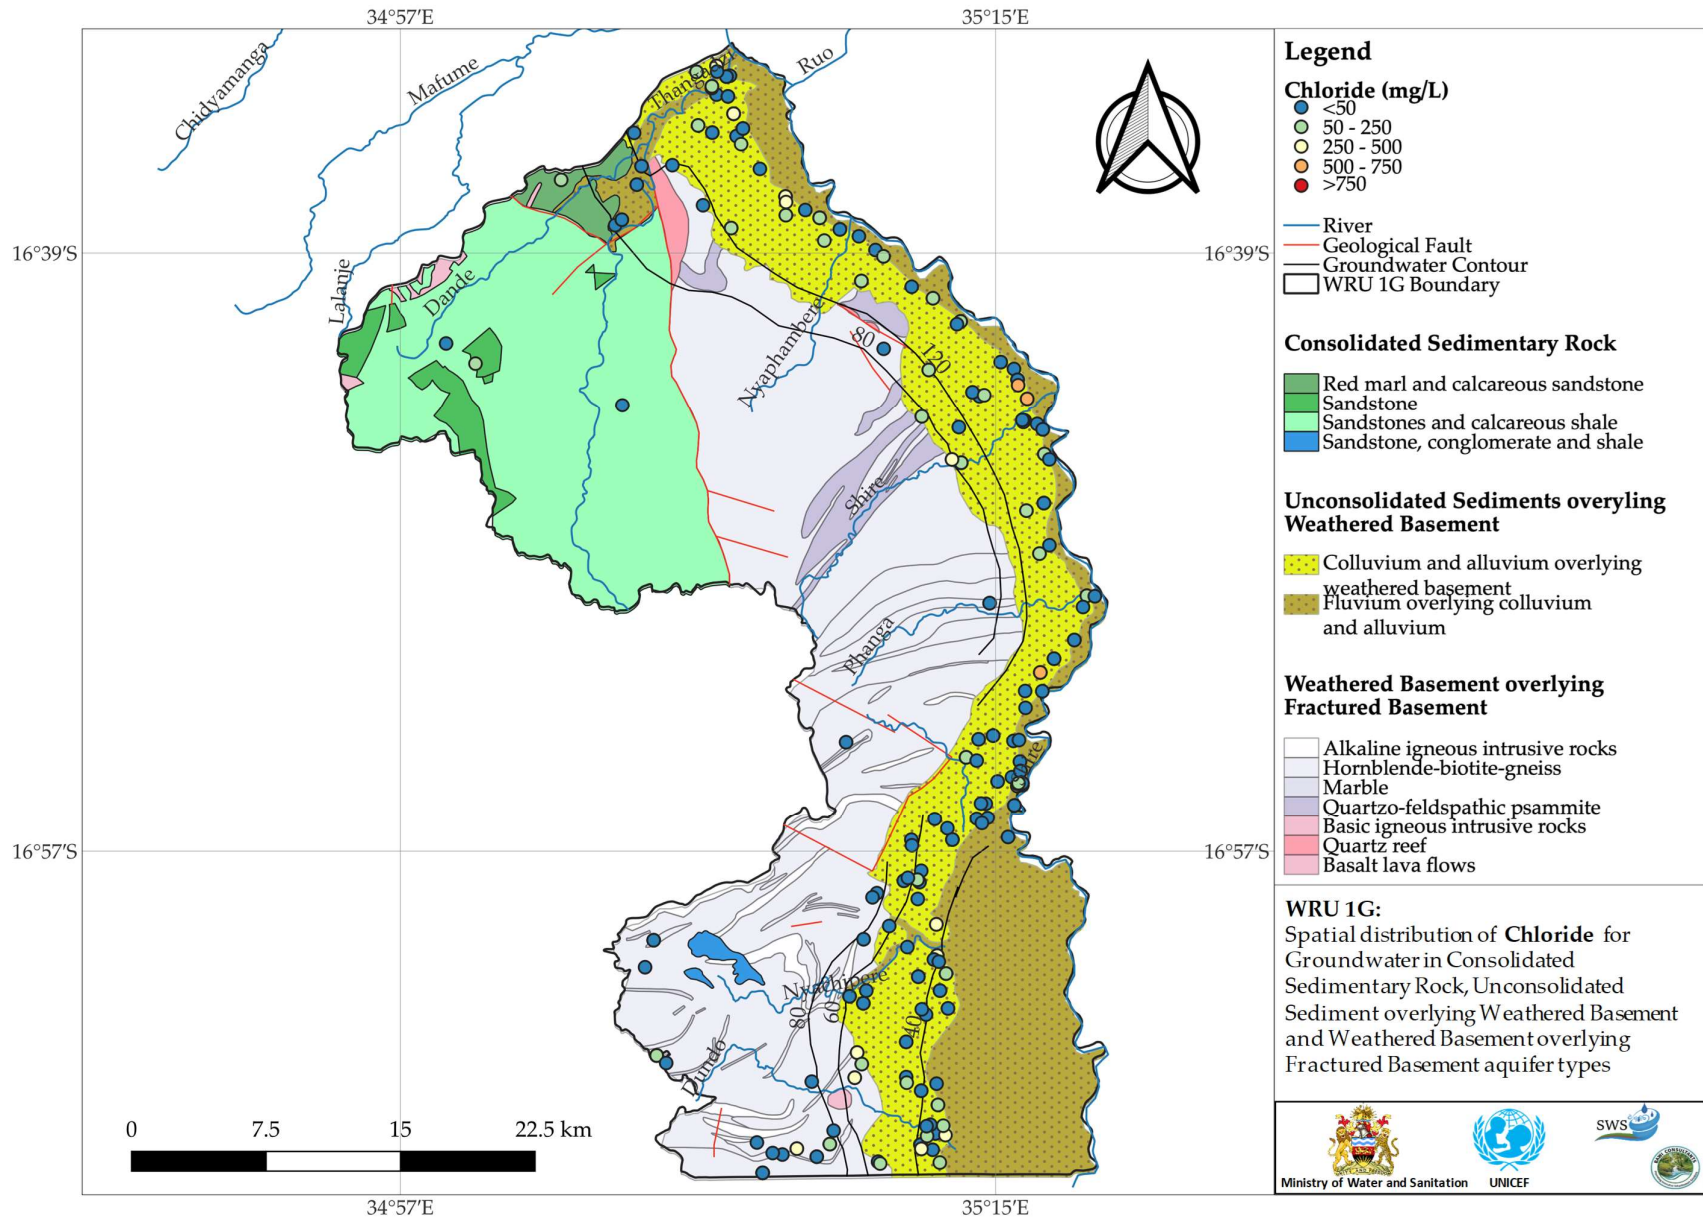 34°57′E
35°15′E
Chidyamanga
Mafume
Ruo
Thangadzi
16°39′S
16°39′S
Lalanje
Dande
Nyaphambere
80
120
Shire
Phanga
Shire
16°57′S
16°57′S
Nyachipere
80
60
40
Dundo
0 7.5 15 22.5 km
34°57′E
35°15′E
Legend
Chloride (mg/L)
<50
50 - 250
250 - 500
500 - 750
>750
River
Geological Fault
Groundwater Contour
WRU 1G Boundary
Consolidated Sedimentary Rock
Red marl and calcareous sandstone
Sandstone
Sandstones and calcareous shale
Sandstone, conglomerate and shale
Unconsolidated Sediments overyling
Weathered Basement
Colluvium and alluvium overlying
weathered basement
Fluvium overlying colluvium
and alluvium
Weathered Basement overlying
Fractured Basement
Alkaline igneous intrusive rocks
Hornblende-biotite-gneiss
Marble
Quartzo-feldspathic psammite
Basic igneous intrusive rocks
Quartz reef
Basalt lava flows
WRU 1G:
Spatial distribution of Chloride for
Groundwater in Consolidated
Sedimentary Rock, Unconsolidated
Sediment overlying Weathered Basement
and Weathered Basement overlying
Fractured Basement aquifer types
Ministry of Water and Sanitation
UNICEF
SWS